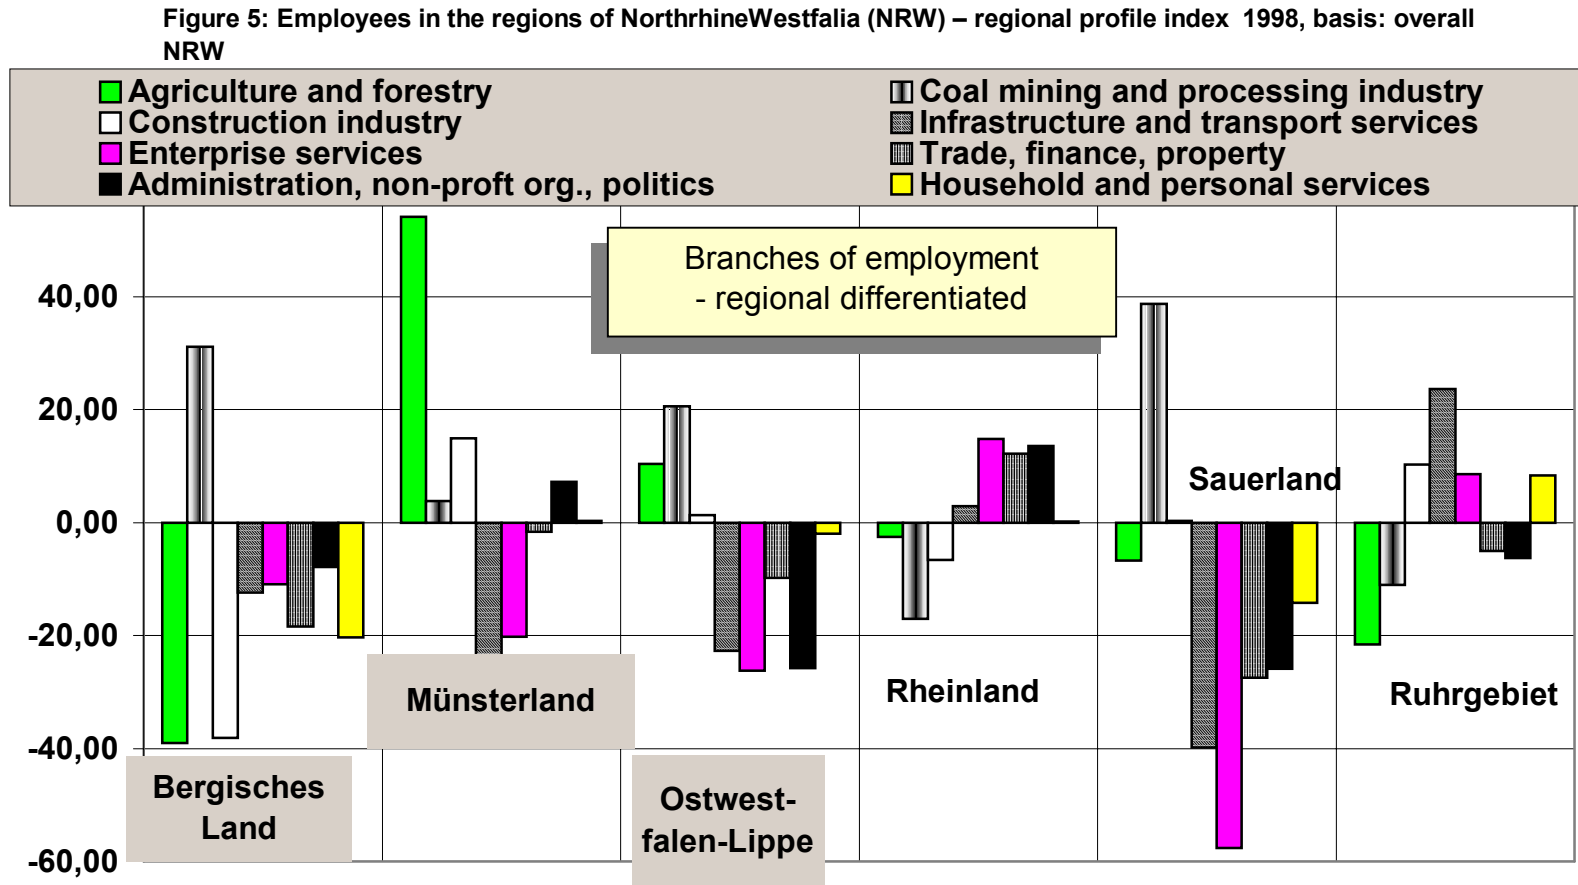 Figure 5: Employees in the regions of NorthrhineWestfalia (NRW) – regional profile index  1998, basis: overall
NRW
Agriculture and forestry
Coal mining and processing industry
Construction industry
Infrastructure and transport services
Enterprise services
Trade, finance, property
Administration, non-proft org., politics
Household and personal services
Branches of employment
- regional differentiated
40,00
20,00
0,00
-20,00
-40,00
-60,00
Bergisches
Land
Münsterland
Ostwest-
falen-Lippe
Rheinland
Sauerland
Ruhrgebiet